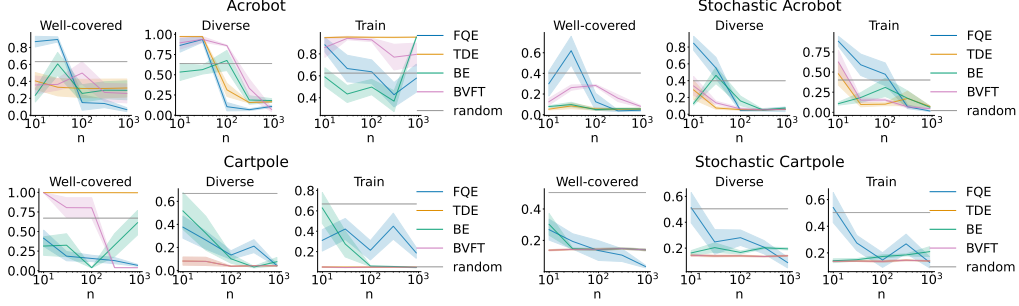 Acrobot
Stochastic Acrobot
Well-covered
Diverse
Train
Well-covered
Diverse
Train
0.8
0.6
0.4
0.2
0.0
10¹ 10² 10³
n
1.00
0.75
0.50
0.25
0.00
10¹ 10² 10³
n
0.8
0.6
0.4
10¹ 10² 10³
n
FQE
TDE
BE
BVFT
random
0.6
0.4
0.2
0.0
10¹ 10² 10³
n
0.8
0.6
0.4
0.2
0.0
10¹ 10² 10³
n
0.75
0.50
0.25
0.00
10¹ 10² 10³
n
FQE
TDE
BE
BVFT
random
Cartpole
Stochastic Cartpole
Well-covered
Diverse
Train
Well-covered
Diverse
Train
1.00
0.75
0.50
0.25
0.00
10¹ 10² 10³
n
0.6
0.4
0.2
0.0
10¹ 10² 10³
n
0.8
0.6
0.4
0.2
10¹ 10² 10³
n
FQE
TDE
BE
BVFT
random
0.4
0.2
10¹ 10² 10³
n
0.6
0.4
0.2
10¹ 10² 10³
n
0.6
0.4
0.2
10¹ 10² 10³
n
FQE
TDE
BE
BVFT
random